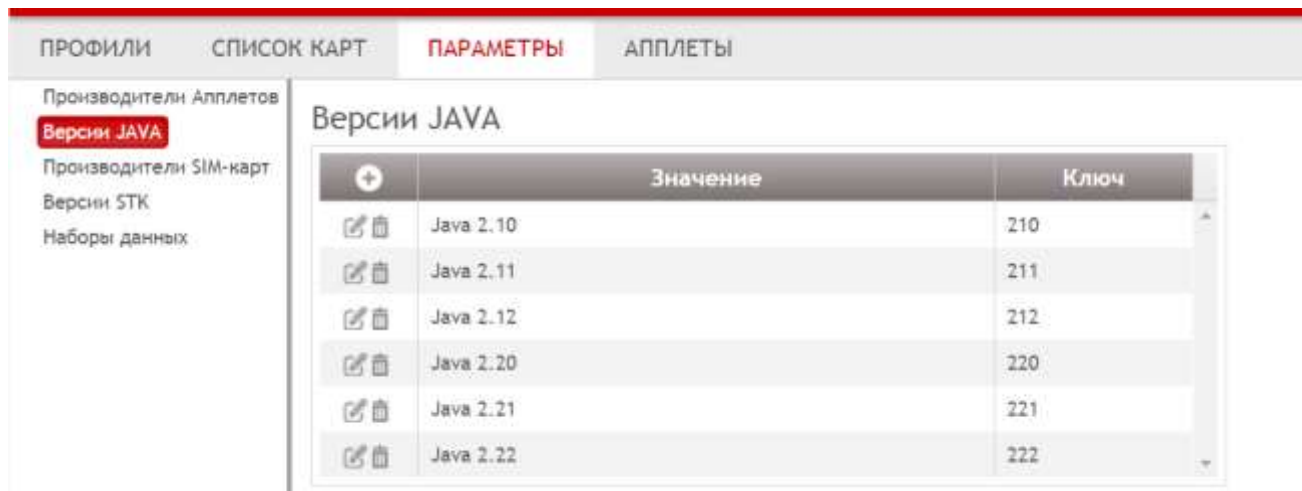 ПРОФИЛИ СПИСОК КАРТ ПАРАМЕТРЫ АППЛЕТЫ
Производители Апплетов
Версии JAVA
Производители SIM-карт
Версии STK
Наборы данных
Версии JAVA
Значение Ключ
Java 2.10 210
Java 2.11 211
Java 2.12 212
Java 2.20 220
Java 2.21 221
Java 2.22 222